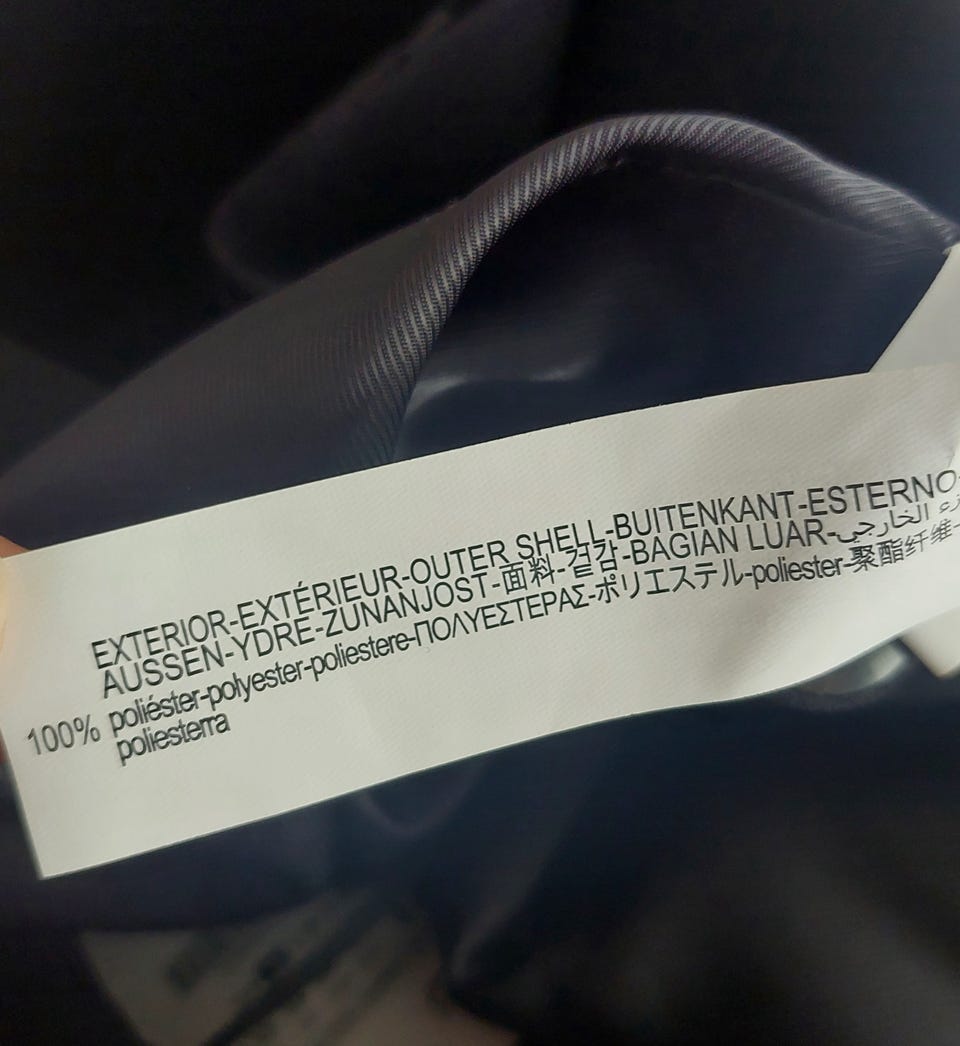 EXTERIOR-EXTÉRIEUR-OUTER SHELL-BUITENKANT-ESTERNO-
AUSSEN-YDRE-ZUNANJOST-面料-겉감-BAGIAN LUAR-الخارجي
100% poliéster-polyester-poliestere-ΠΟΛΥΕΣΤΕΡΑΣ-ポリエステル-poliester-聚酯纤维-
poliesterra